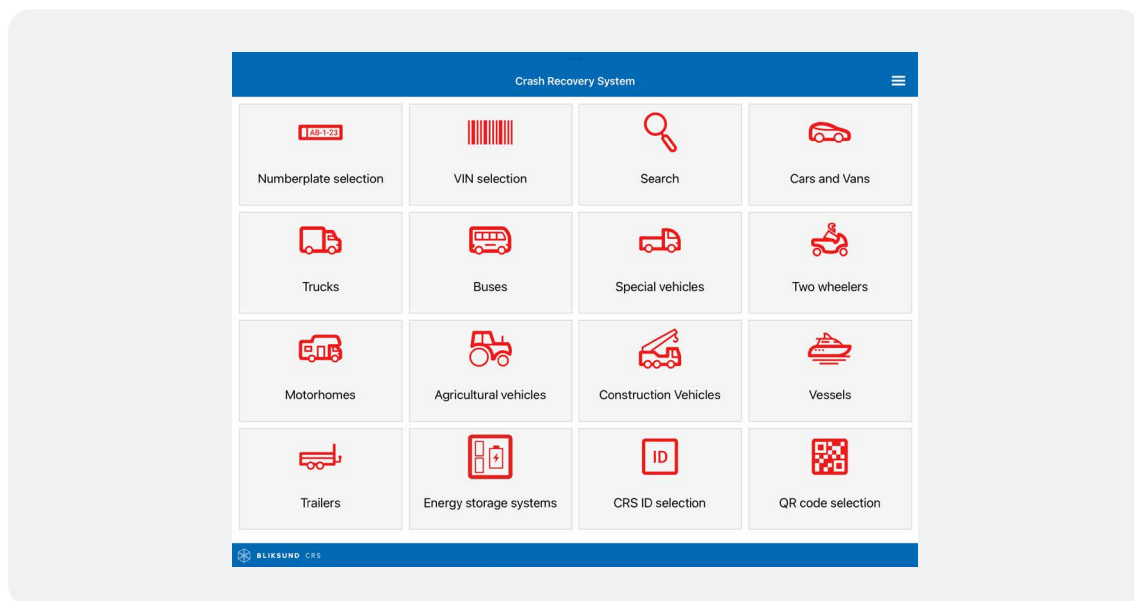 Crash Recovery System
AB-1-23
Numberplate selection
VIN selection
Search
Cars and Vans
Trucks
Buses
Special vehicles
Two wheelers
Motorhomes
Agricultural vehicles
Construction Vehicles
Vessels
Trailers
Energy storage systems
ID
CRS ID selection
QR code selection
BLIKSUND CRS